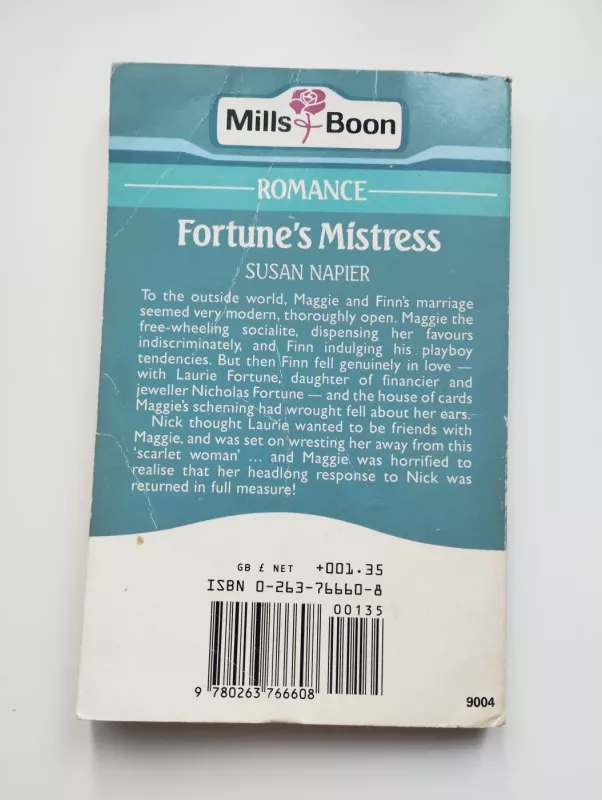 Mills & Boon
ROMANCE
Fortune's Mistress
SUSAN NAPIER
To the outside world, Maggie and Finn's marriage
seemed very modern, thoroughly open. Maggie the
free-wheeling socialite, dispensing her favours
indiscriminately, and Finn indulging his playboy
tendencies. But then Finn fell genuinely in love —
with Laurie Fortune, daughter of financier and
jeweller Nicholas Fortune — and the house of cards
Maggie's scheming had wrought fell about her ears.
Nick thought Laurie wanted to be friends with
Maggie, and was set on wresting her away from this
'scarlet woman' ... and Maggie was horrified to
realise that her headlong response to Nick was
returned in full measure!
GB £ NET +001.35
ISBN 0-263-76660-8
00135
9 780263 766608
9004